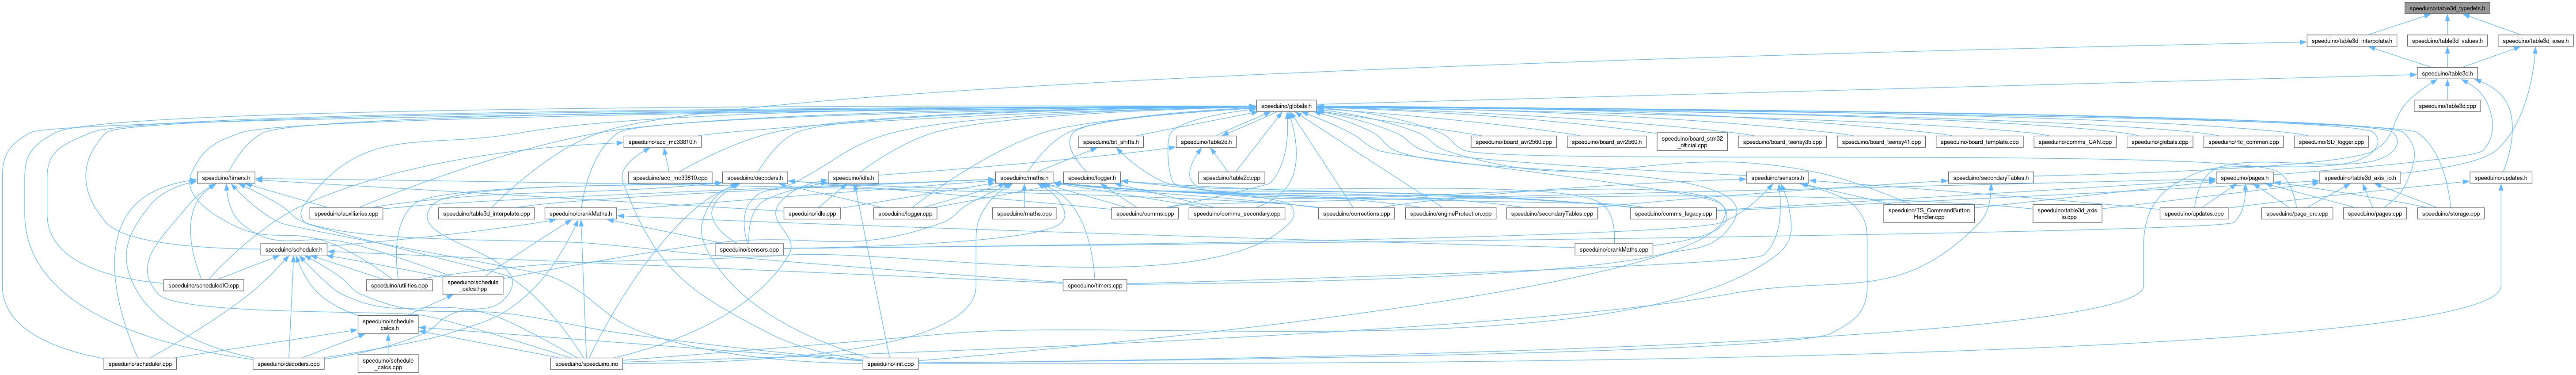 speeduino/table3d_typedefs.h
speeduino/table3d_interpolate.h
speeduino/table3d_values.h
speeduino/table3d_axes.h
speeduino/table3d.h
speeduino/globals.h
speeduino/table3d.cpp
speeduino/acc_mc33810.h
speeduino/bit_shifts.h
speeduino/table2d.h
speeduino/board_avr2560.cpp
speeduino/board_avr2560.h
speeduino/board_stm32
_official.cpp
speeduino/board_teensy35.cpp
speeduino/board_teensy41.cpp
speeduino/board_template.cpp
speeduino/comms_CAN.cpp
speeduino/globals.cpp
speeduino/rtc_common.cpp
speeduino/SD_logger.cpp
speeduino/timers.h
speeduino/acc_mc33810.cpp
speeduino/decoders.h
speeduino/idle.h
speeduino/maths.h
speeduino/logger.h
speeduino/table2d.cpp
speeduino/sensors.h
speeduino/secondaryTables.h
speeduino/pages.h
speeduino/table3d_axis_io.h
speeduino/updates.h
speeduino/auxiliaries.cpp
speeduino/table3d_interpolate.cpp
speeduino/crankMaths.h
speeduino/idle.cpp
speeduino/logger.cpp
speeduino/maths.cpp
speeduino/comms.cpp
speeduino/comms_secondary.cpp
speeduino/corrections.cpp
speeduino/engineProtection.cpp
speeduino/secondaryTables.cpp
speeduino/comms_legacy.cpp
speeduino/TS_CommandButton
Handler.cpp
speeduino/table3d_axis
_io.cpp
speeduino/updates.cpp
speeduino/page_crc.cpp
speeduino/pages.cpp
speeduino/storage.cpp
speeduino/scheduler.h
speeduino/sensors.cpp
speeduino/crankMaths.cpp
speeduino/scheduledIO.cpp
speeduino/utilities.cpp
speeduino/schedule
_calcs.hpp
speeduino/timers.cpp
speeduino/schedule
_calcs.h
speeduino/scheduler.cpp
speeduino/decoders.cpp
speeduino/schedule
_calcs.cpp
speeduino/speeduino.ino
speeduino/init.cpp